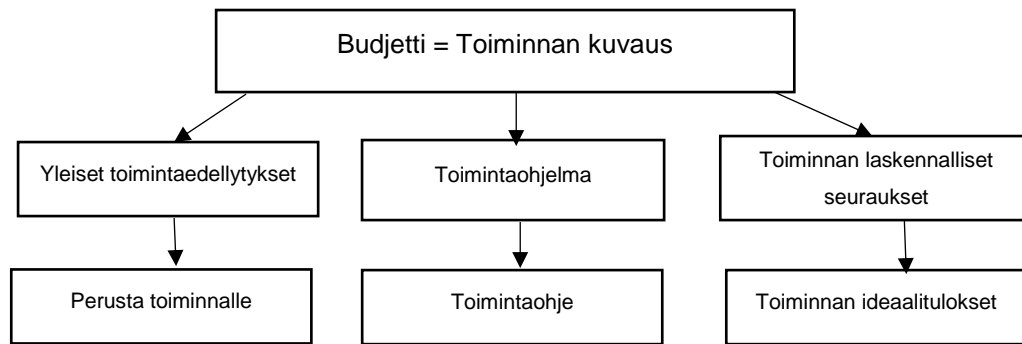 Budjetti = Toiminnan kuvaus
Yleiset toimintaedellytykset
Toimintaohjelma
Toiminnan laskennalliset
seuraukset
Perusta toiminnalle
Toimintaohje
Toiminnan ideaalitulokset